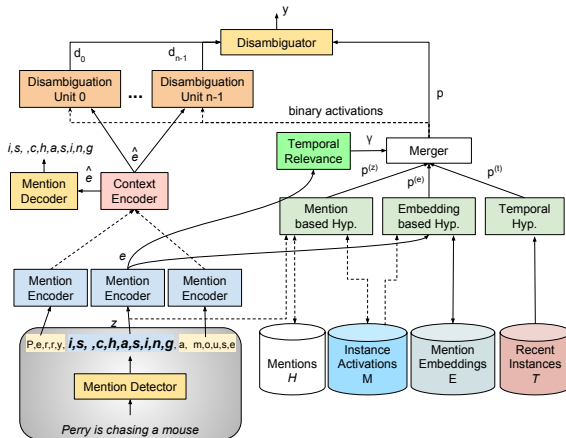 y
Disambiguator
d0
dn-1
Disambiguation
Unit 0
...
Disambiguation
Unit n-1
p
binary activations
i,s, ,c,h,a,s,i,n,g
ê
Temporal
Relevance
γ
Merger
Mention
Decoder
ê
Context
Encoder
p(z)
p(e)
p(t)
Mention
based Hyp.
Embedding
based Hyp.
Temporal
Hyp.
e
Mention
Encoder
Mention
Encoder
Mention
Encoder
z
P,e,r,r,y, i,s, ,c,h,a,s,i,n,g, a, m,o,u,s,e
Mention Detector
Perry is chasing a mouse
Mentions
H
Instance
Activations
M
Mention
Embeddings
E
Recent
Instances
T